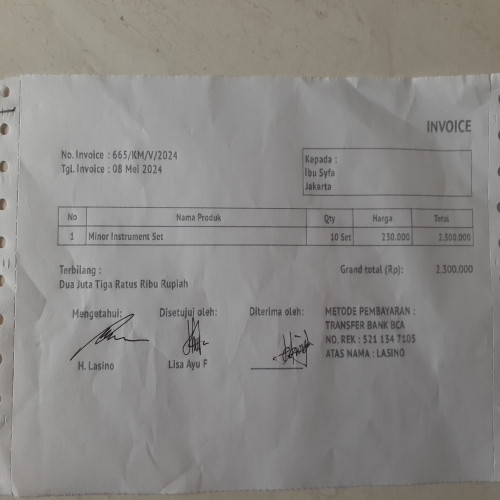 INVOICE
No. Invoice : 665/KM/V/2024
Tgl. Invoice : 08 Mei 2024
Kepada :
Ibu Syfa
Jakarta
No Nama Produk Qty Harga Total
1 Minor Instrument Set 10 Set 230.000 2.300.000
Terbilang :
Dua Juta Tiga Ratus Ribu Rupiah
Grand total (Rp): 2.300.000
Mengetahui: Disetujui oleh: Diterima oleh:
H. Lasino Lisa Ayu F
METODE PEMBAYARAN :
TRANSFER BANK BCA
NO. REK : 521 134 7105
ATAS NAMA : LASINO